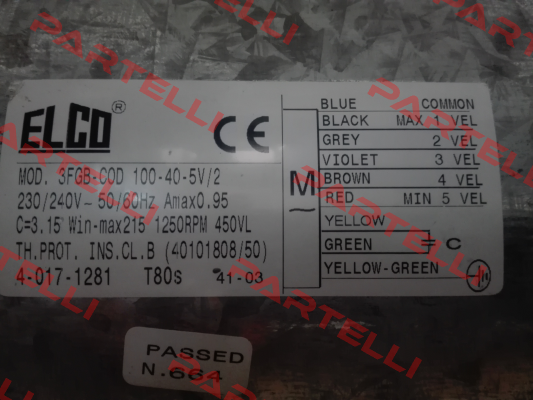 ELCO ®
CE
MOD. 3FGB-COD 100-40-5V/2
230/240V~ 50/60Hz Amax0.95
C=3.15 Win-max215 1250RPM 450VL
TH.PROT. INS.CL.B (40101808/50)
4-017-1281 T80s 41-03
M
~
BLUE COMMON
BLACK MAX 1 VEL
GREY 2 VEL
VIOLET 3 VEL
BROWN 4 VEL
RED MIN 5 VEL
YELLOW
GREEN C
YELLOW-GREEN
PASSED
N.664
PARTELLI
PARTELLI
PARTELLI
PARTELLI
PARTELLI